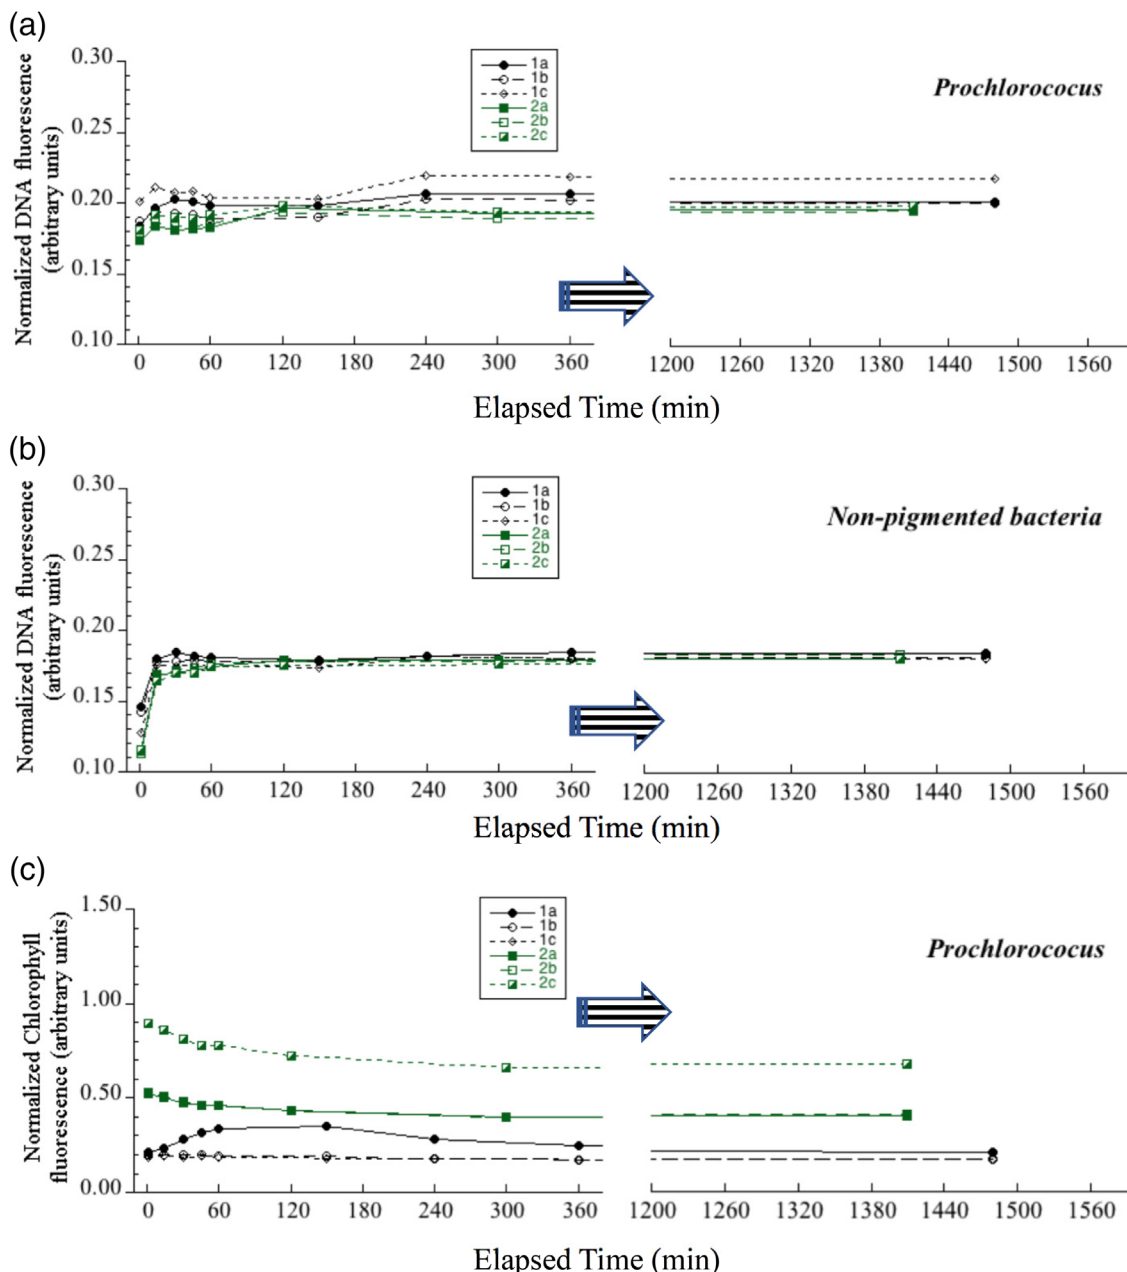 (a)
Normalized DNA fluorescence
(arbitrary units)
0.30
0.25
0.20
0.15
0.10
1a
1b
1c
2a
2b
2c
Prochlorococus
0 60 120 180 240 300 360
1200 1260 1320 1380 1440 1500 1560
Elapsed Time (min)
(b)
Normalized DNA fluorescence
(arbitrary units)
0.30
0.25
0.20
0.15
0.10
1a
1b
1c
2a
2b
2c
Non-pigmented bacteria
0 60 120 180 240 300 360
1200 1260 1320 1380 1440 1500 1560
Elapsed Time (min)
(c)
Normalized Chlorophyll
fluorescence (arbitrary units)
1.50
1.00
0.50
0.00
1a
1b
1c
2a
2b
2c
Prochlorococus
0 60 120 180 240 300 360
1200 1260 1320 1380 1440 1500 1560
Elapsed Time (min)